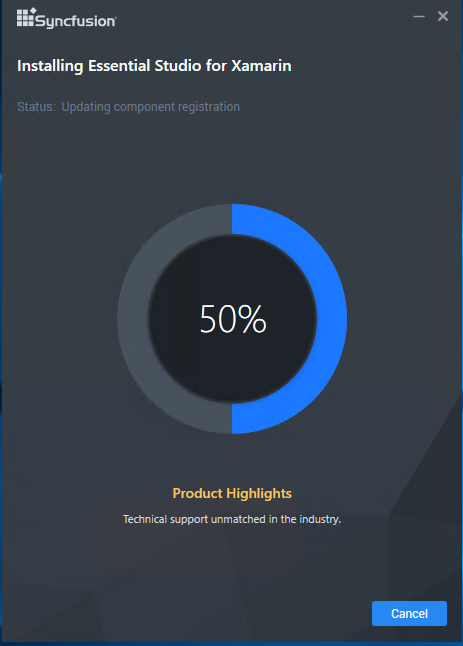 Syncfusion
Installing Essential Studio for Xamarin
Status: Updating component registration
50%
Product Highlights
Technical support unmatched in the industry.
Cancel